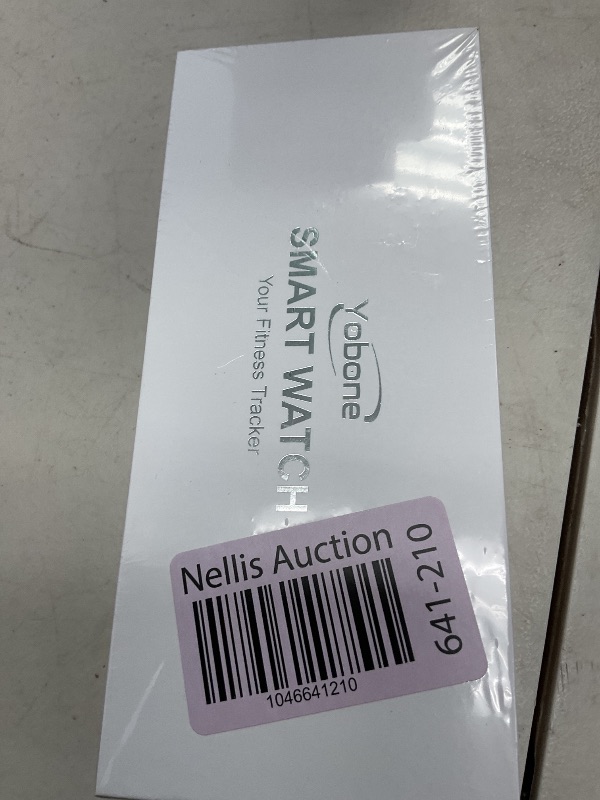 Yobone
SMART WATCH
Your Fitness Tracker
Nellis Auction
641-210
1046641210